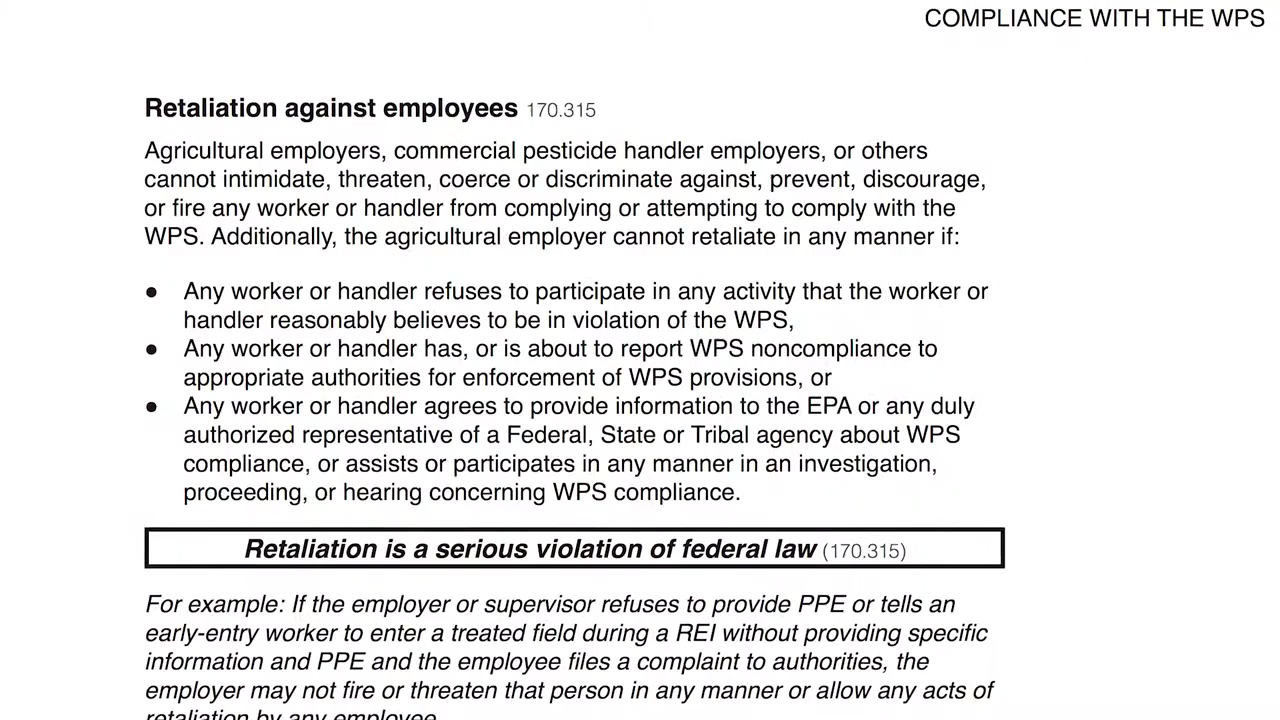 COMPLIANCE WITH THE WPS
Retaliation against employees 170.315
Agricultural employers, commercial pesticide handler employers, or others
cannot intimidate, threaten, coerce or discriminate against, prevent, discourage,
or fire any worker or handler from complying or attempting to comply with the
WPS. Additionally, the agricultural employer cannot retaliate in any manner if:
● Any worker or handler refuses to participate in any activity that the worker or
handler reasonably believes to be in violation of the WPS,
● Any worker or handler has, or is about to report WPS noncompliance to
appropriate authorities for enforcement of WPS provisions, or
● Any worker or handler agrees to provide information to the EPA or any duly
authorized representative of a Federal, State or Tribal agency about WPS
compliance, or assists or participates in any manner in an investigation,
proceeding, or hearing concerning WPS compliance.
Retaliation is a serious violation of federal law (170.315)
For example: If the employer or supervisor refuses to provide PPE or tells an
early-entry worker to enter a treated field during a REI without providing specific
information and PPE and the employee files a complaint to authorities, the
employer may not fire or threaten that person in any manner or allow any acts of
retaliation by any employee